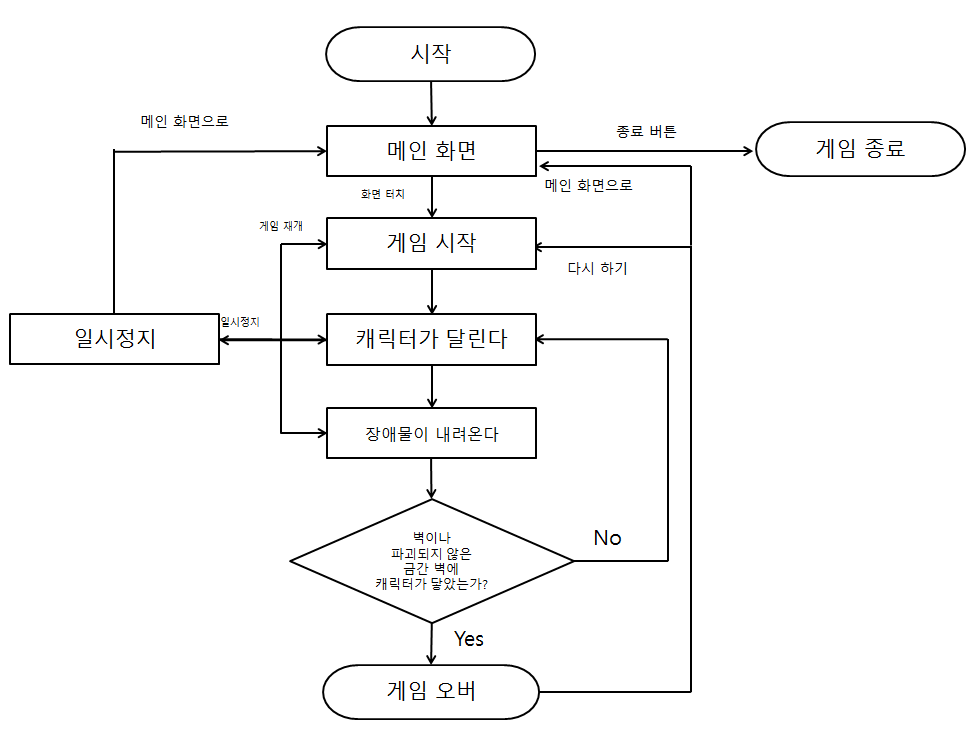 시작
메인 화면으로
종료 버튼
메인 화면
게임 종료
화면 터치
메인 화면으로
게임 재개
게임 시작
다시 하기
일시정지
일시정지
캐릭터가 달린다
장애물이 내려온다
벽이나
파괴되지 않은
금간 벽에
캐릭터가 닿았는가?
No
Yes
게임 오버